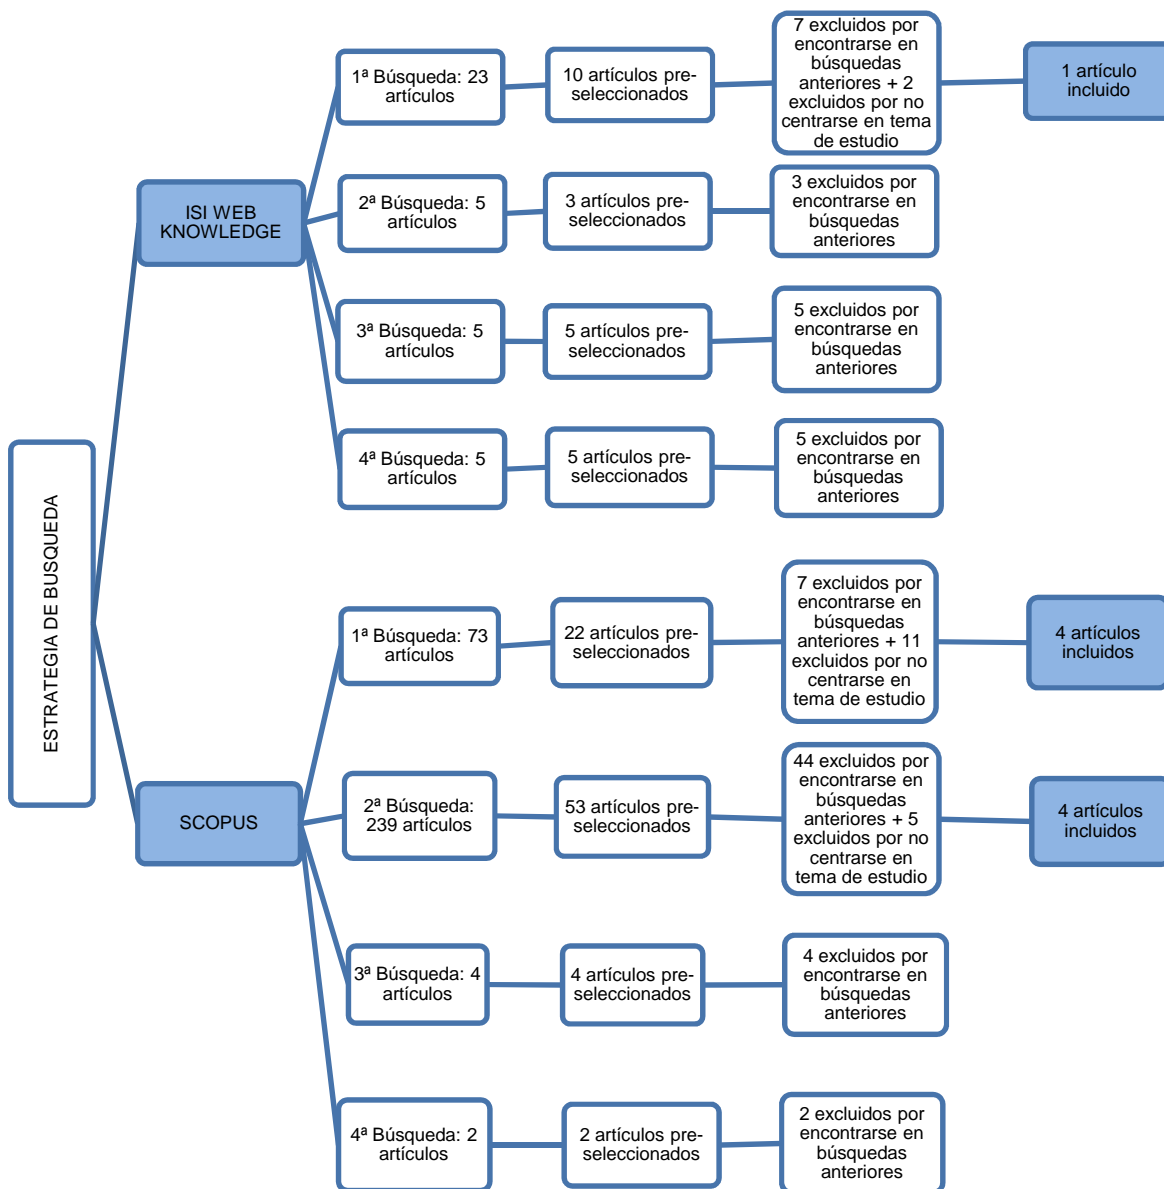 ESTRATEGIA DE BUSQUEDA
ISI WEB
KNOWLEDGE
1ª Búsqueda: 23
artículos
10 artículos pre-
seleccionados
7 excluidos por
encontrarse en
búsquedas
anteriores + 2
excluidos por no
centrarse en tema
de estudio
1 artículo
incluido
2ª Búsqueda: 5
artículos
3 artículos pre-
seleccionados
3 excluidos por
encontrarse en
búsquedas
anteriores
3ª Búsqueda: 5
artículos
5 artículos pre-
seleccionados
5 excluidos por
encontrarse en
búsquedas
anteriores
4ª Búsqueda: 5
artículos
5 artículos pre-
seleccionados
5 excluidos por
encontrarse en
búsquedas
anteriores
SCOPUS
1ª Búsqueda: 73
artículos
22 artículos pre-
seleccionados
7 excluidos por
encontrarse en
búsquedas
anteriores + 11
excluidos por no
centrarse en
tema de estudio
4 artículos
incluidos
2ª Búsqueda:
239 artículos
53 artículos pre-
seleccionados
44 excluidos por
encontrarse en
búsquedas
anteriores + 5
excluidos por no
centrarse en
tema de estudio
4 artículos
incluidos
3ª Búsqueda: 4
artículos
4 artículos pre-
seleccionados
4 excluidos por
encontrarse en
búsquedas
anteriores
4ª Búsqueda: 2
artículos
2 artículos pre-
seleccionados
2 excluidos por
encontrarse en
búsquedas
anteriores